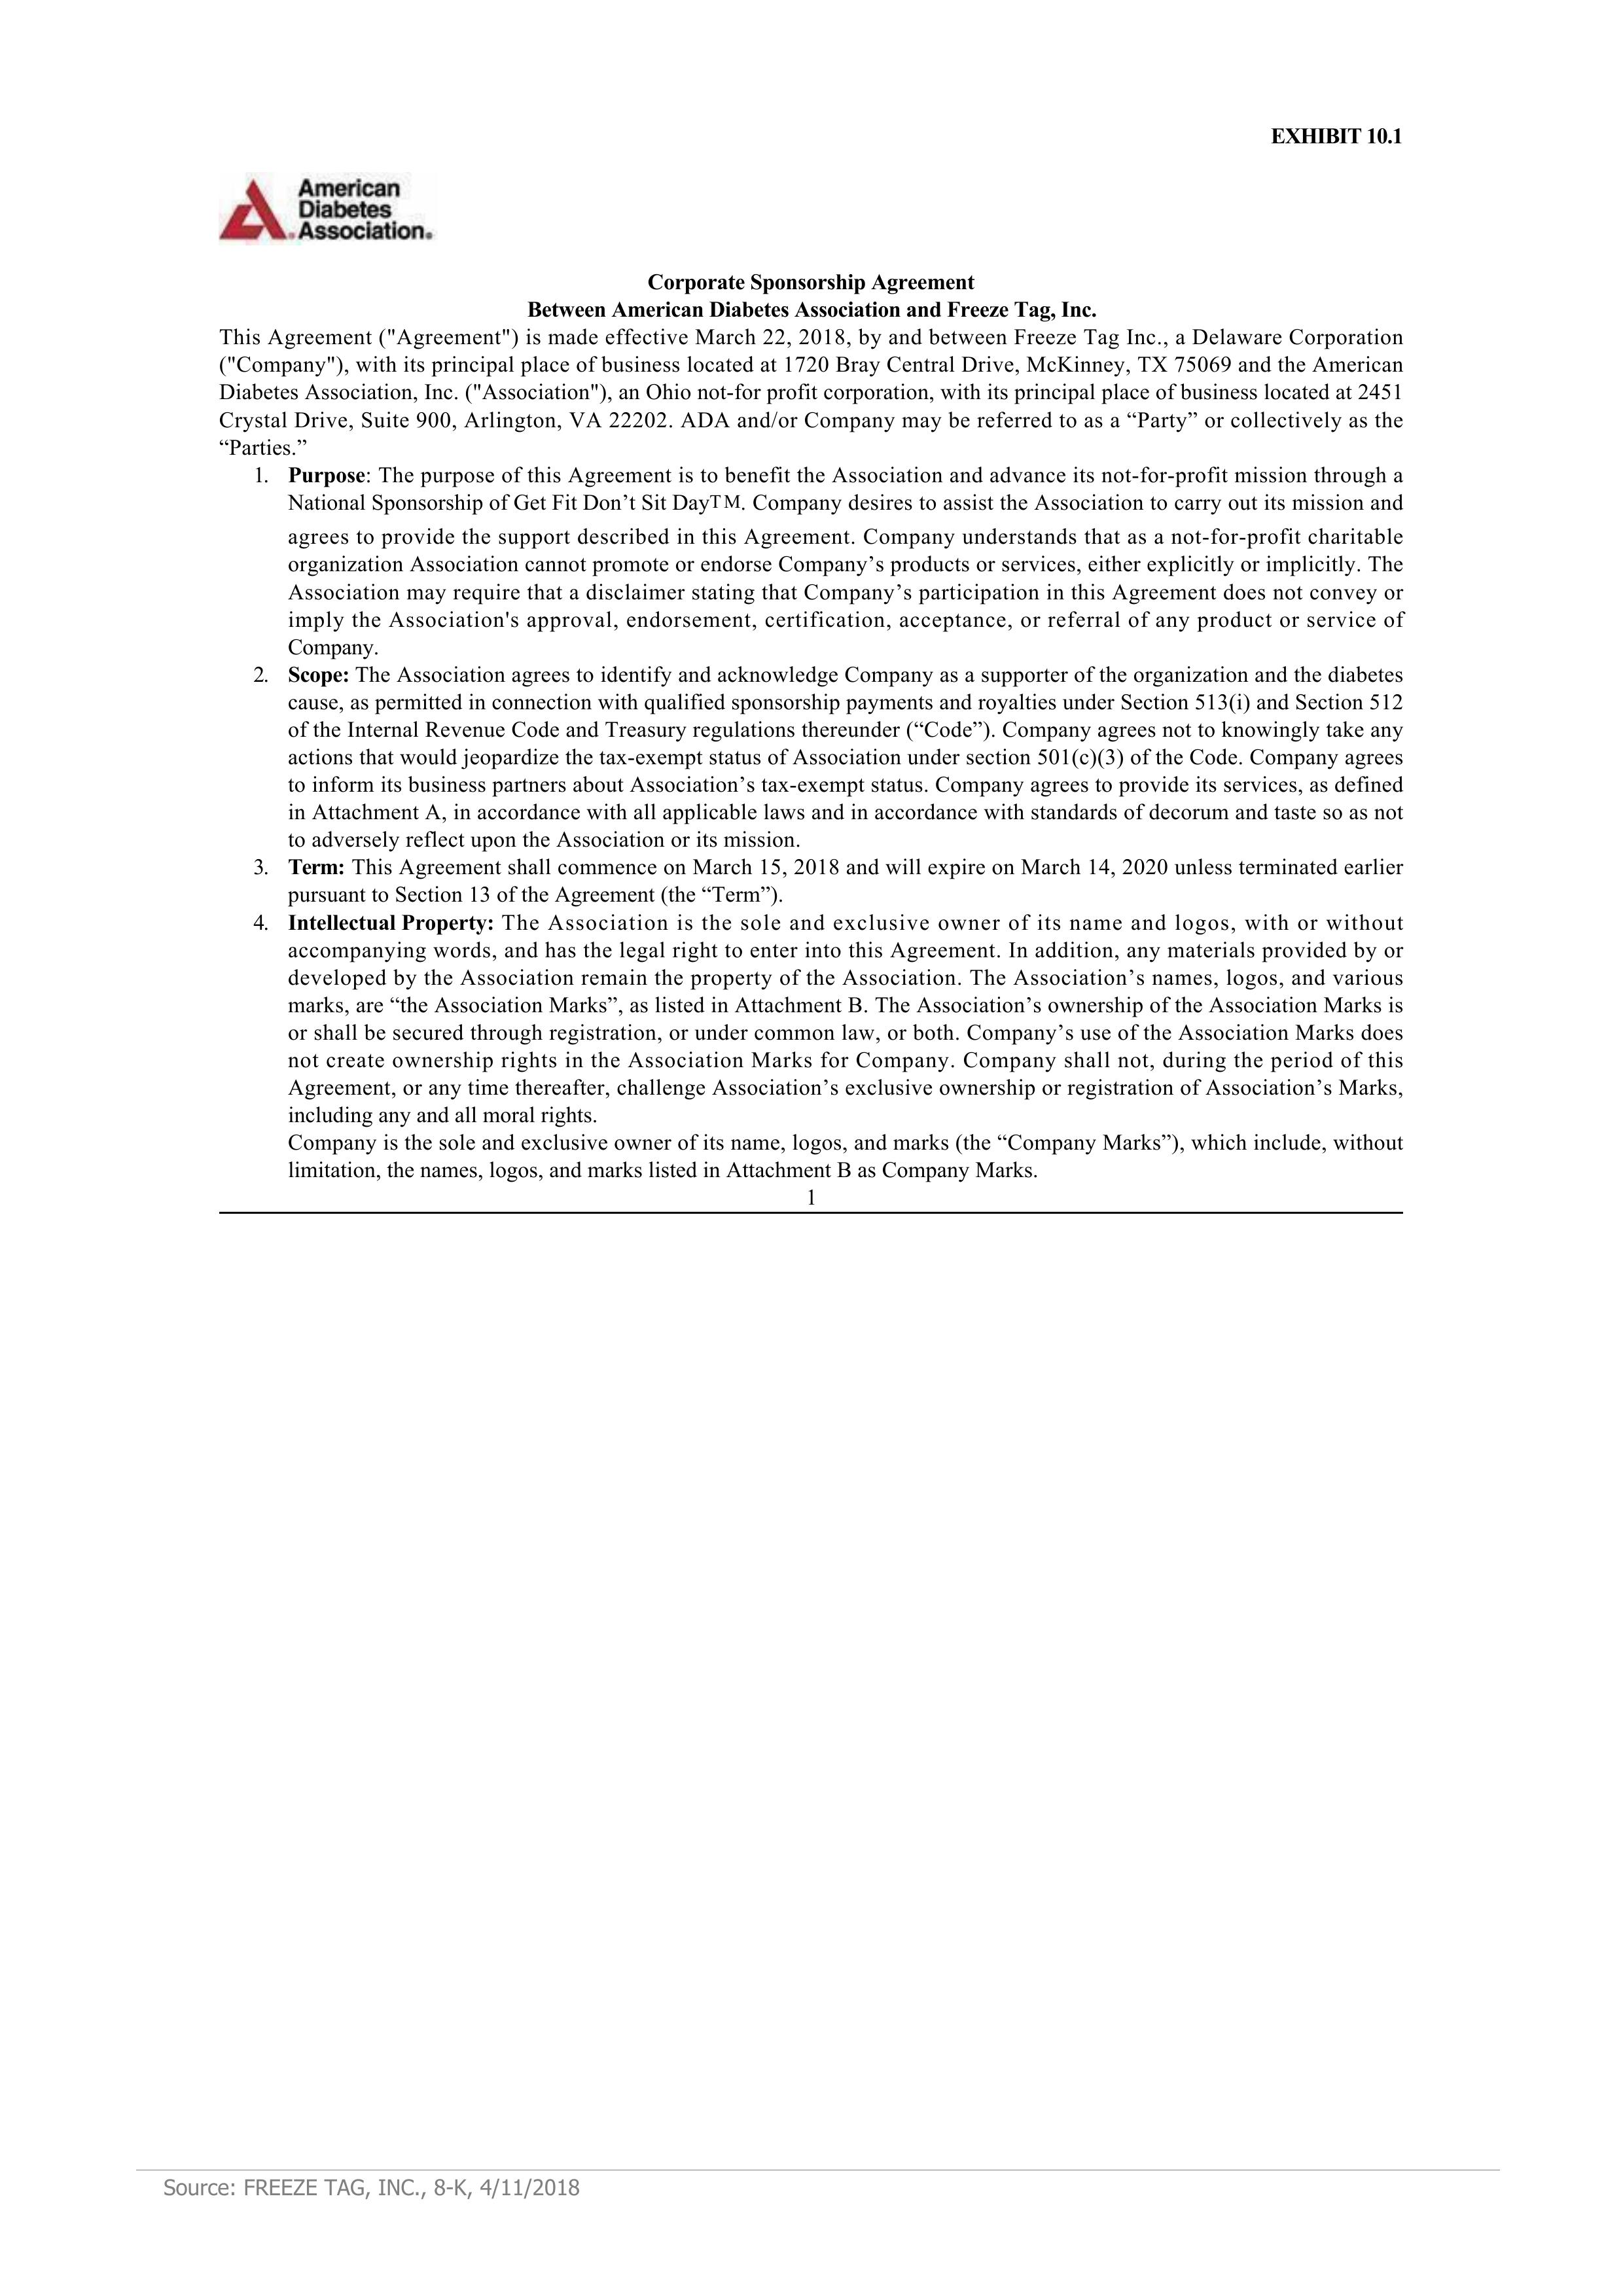 EXHIBIT 10.1
American
Diabetes
Association®
Corporate Sponsorship Agreement
Between American Diabetes Association and Freeze Tag, Inc.
This Agreement ("Agreement") is made effective March 22, 2018, by and between Freeze Tag Inc., a Delaware Corporation
("Company"), with its principal place of business located at 1720 Bray Central Drive, McKinney, TX 75069 and the American
Diabetes Association, Inc. ("Association"), an Ohio not-for profit corporation, with its principal place of business located at 2451
Crystal Drive, Suite 900, Arlington, VA 22202. ADA and/or Company may be referred to as a “Party” or collectively as the
“Parties.”
1. Purpose: The purpose of this Agreement is to benefit the Association and advance its not-for-profit mission through a
National Sponsorship of Get Fit Don’t Sit DayTM. Company desires to assist the Association to carry out its mission and
agrees to provide the support described in this Agreement. Company understands that as a not-for-profit charitable
organization Association cannot promote or endorse Company’s products or services, either explicitly or implicitly. The
Association may require that a disclaimer stating that Company’s participation in this Agreement does not convey or
imply the Association's approval, endorsement, certification, acceptance, or referral of any product or service of
Company.
2. Scope: The Association agrees to identify and acknowledge Company as a supporter of the organization and the diabetes
cause, as permitted in connection with qualified sponsorship payments and royalties under Section 513(i) and Section 512
of the Internal Revenue Code and Treasury regulations thereunder (“Code”). Company agrees not to knowingly take any
actions that would jeopardize the tax-exempt status of Association under section 501(c)(3) of the Code. Company agrees
to inform its business partners about Association’s tax-exempt status. Company agrees to provide its services, as defined
in Attachment A, in accordance with all applicable laws and in accordance with standards of decorum and taste so as not
to adversely reflect upon the Association or its mission.
3. Term: This Agreement shall commence on March 15, 2018 and will expire on March 14, 2020 unless terminated earlier
pursuant to Section 13 of the Agreement (the “Term”).
4. Intellectual Property: The Association is the sole and exclusive owner of its name and logos, with or without
accompanying words, and has the legal right to enter into this Agreement. In addition, any materials provided by or
developed by the Association remain the property of the Association. The Association’s names, logos, and various
marks, are “the Association Marks”, as listed in Attachment B. The Association’s ownership of the Association Marks is
or shall be secured through registration, or under common law, or both. Company’s use of the Association Marks does
not create ownership rights in the Association Marks for Company. Company shall not, during the period of this
Agreement, or any time thereafter, challenge Association’s exclusive ownership or registration of Association’s Marks,
including any and all moral rights.
Company is the sole and exclusive owner of its name, logos, and marks (the “Company Marks”), which include, without
limitation, the names, logos, and marks listed in Attachment B as Company Marks.
1
Source: FREEZE TAG, INC., 8-K, 4/11/2018